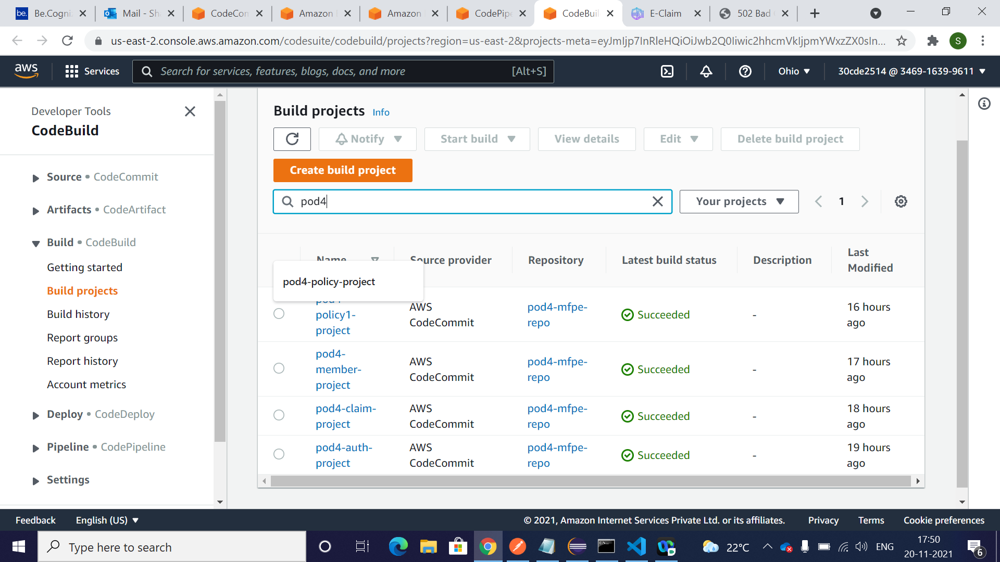 be. Be.Cogni
Mail - Sh
CodeCom
Amazon
Amazon
CodePipe
CodeBuil
E-Claim
502 Bad
us-east-2.console.aws.amazon.com/codesuite/codebuild/projects?region=us-east-2&projects-meta=eyJmIjp7InRleHQiOiJwb2Q0Iiwic2hhcmVkIjpmYWxzZX0sIn...
S
aws
Services
Search for services, features, blogs, docs, and more [Alt+S]
Ohio
30cde2514 @ 3469-1639-9611
Developer Tools
CodeBuild
Source • CodeCommit
Artifacts • CodeArtifact
Build • CodeBuild
Getting started
Build projects
Build history
Report groups
Report history
Account metrics
Deploy • CodeDeploy
Pipeline • CodePipeline
Settings
Build projects Info
Notify
Start build
View details
Edit
Delete build project
Create build project
pod4
Your projects
1
Name
Source provider
Repository
Latest build status
Description
Last
Modified
pod4-policy-project
pod4-
policy1-
project
AWS
CodeCommit
pod4-mfpe-
repo
Succeeded
-
16 hours
ago
pod4-
member-
project
AWS
CodeCommit
pod4-mfpe-
repo
Succeeded
-
17 hours
ago
pod4-claim-
project
AWS
CodeCommit
pod4-mfpe-
repo
Succeeded
-
18 hours
ago
pod4-auth-
project
AWS
CodeCommit
pod4-mfpe-
repo
Succeeded
-
19 hours
ago
Feedback
English (US)
© 2021, Amazon Internet Services Private Ltd. or its affiliates.
Privacy
Terms
Cookie preferences
Type here to search
22°C
ENG
17:50
20-11-2021
6